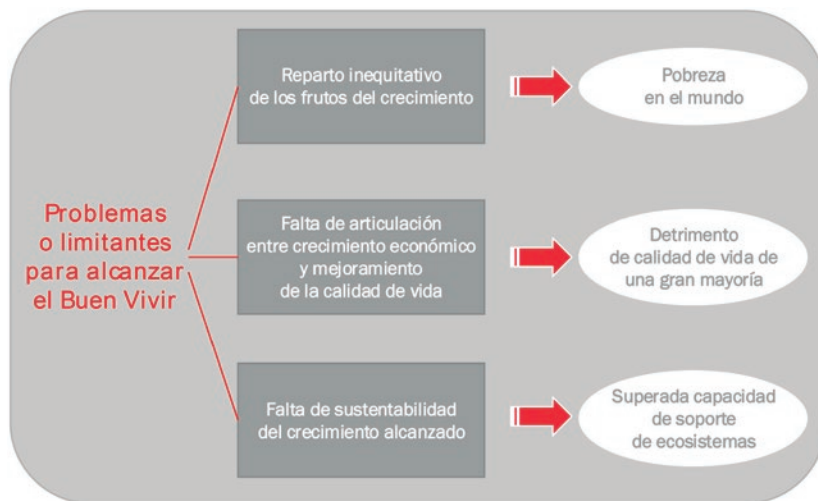 Problemas
o limitantes
para alcanzar
el Buen Vivir
Reparto inequitativo
de los frutos del crecimiento
Pobreza
en el mundo
Falta de articulación
entre crecimiento económico
y mejoramiento
de la calidad de vida
Detrimento
de calidad de vida de
una gran mayoría
Falta de sustentabilidad
del crecimiento alcanzado
Superada capacidad
de soporte
de ecosistemas